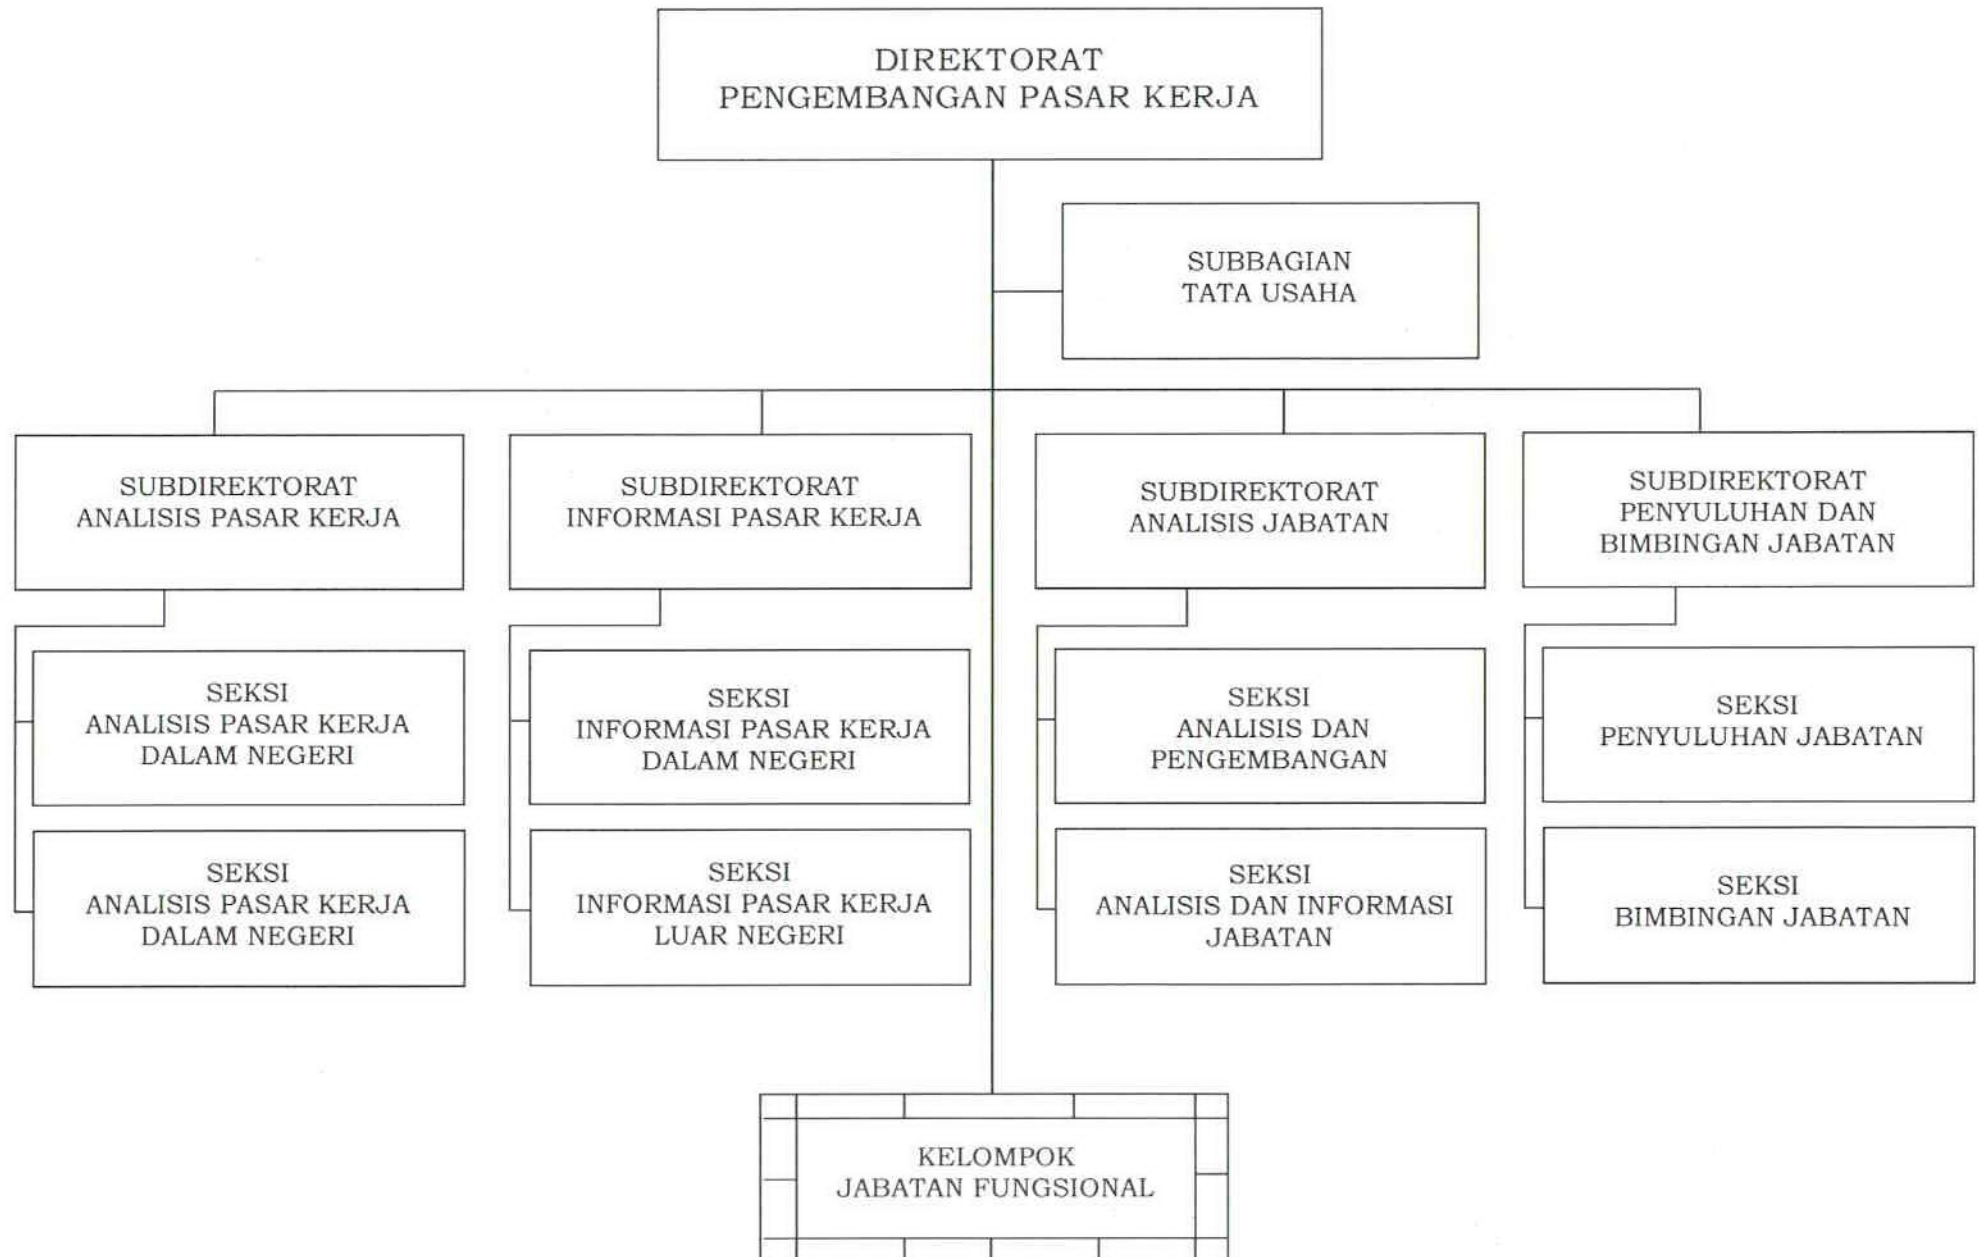 DIREKTORAT
PENGEMBANGAN PASAR KERJA
SUBBAGIAN
TATA USAHA
SUBDIREKTORAT
ANALISIS PASAR KERJA
SUBDIREKTORAT
INFORMASI PASAR KERJA
SUBDIREKTORAT
ANALISIS JABATAN
SUBDIREKTORAT
PENYULUHAN DAN
BIMBINGAN JABATAN
SEKSI
ANALISIS PASAR KERJA
DALAM NEGERI
SEKSI
INFORMASI PASAR KERJA
DALAM NEGERI
SEKSI
ANALISIS DAN
PENGEMBANGAN
SEKSI
PENYULUHAN JABATAN
SEKSI
ANALISIS PASAR KERJA
DALAM NEGERI
SEKSI
INFORMASI PASAR KERJA
LUAR NEGERI
SEKSI
ANALISIS DAN INFORMASI
JABATAN
SEKSI
BIMBINGAN JABATAN
KELOMPOK
JABATAN FUNGSIONAL